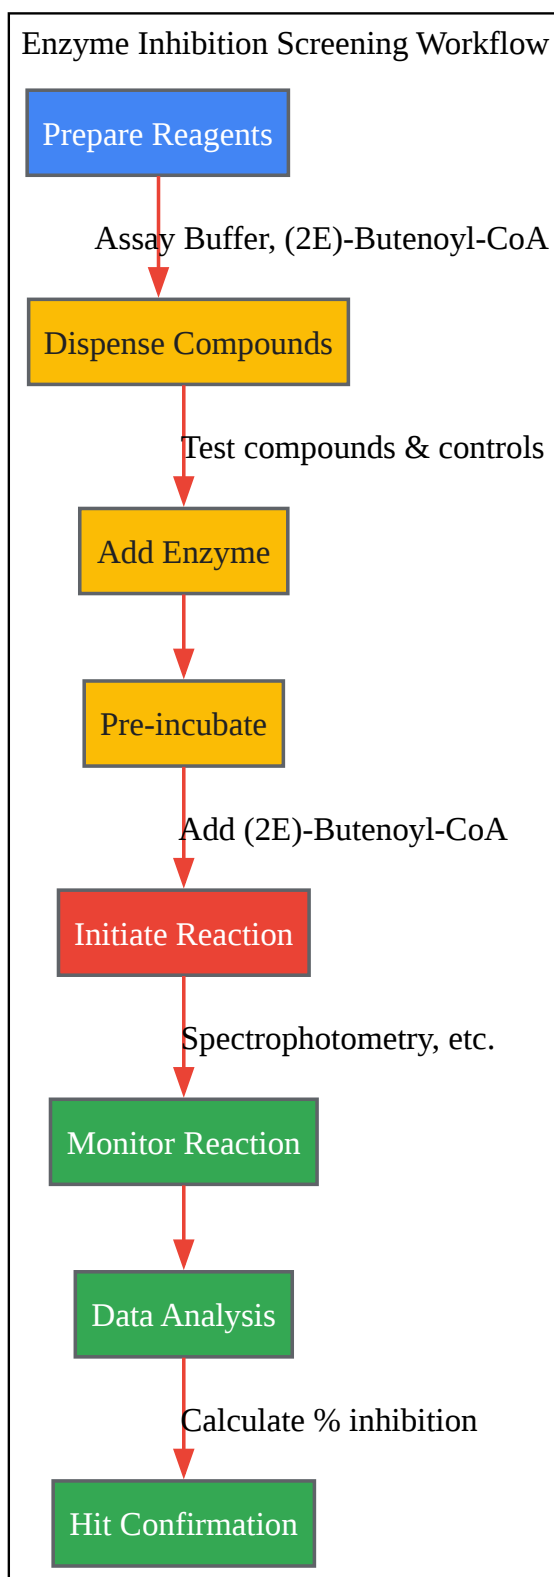 Enzyme Inhibition Screening Workflow
Prepare Reagents
Assay Buffer, (2E)-Butenoyl-CoA
Dispense Compounds
Test compounds & controls
Add Enzyme
Pre-incubate
Add (2E)-Butenoyl-CoA
Initiate Reaction
Spectrophotometry, etc.
Monitor Reaction
Data Analysis
Calculate % inhibition
Hit Confirmation